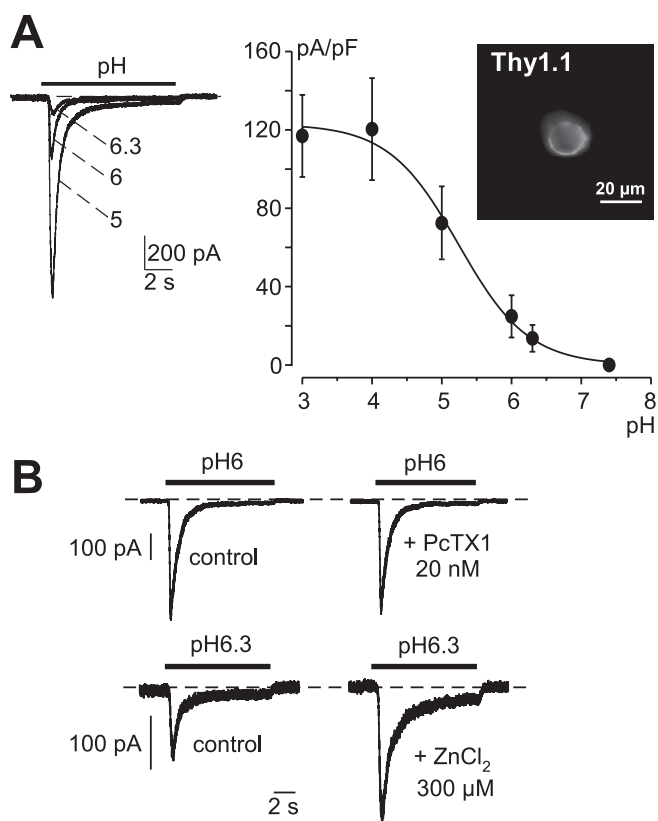 A
pH
6.3
6
5
200 pA
2 s
pA/pF
160
120
80
40
0
3 4 5 6 7 8
pH
Thy1.1
20 µm
B
pH6
pH6
100 pA
control
+ PcTX1
20 nM
pH6.3
pH6.3
100 pA
control
+ ZnCl₂
300 µM
2 s